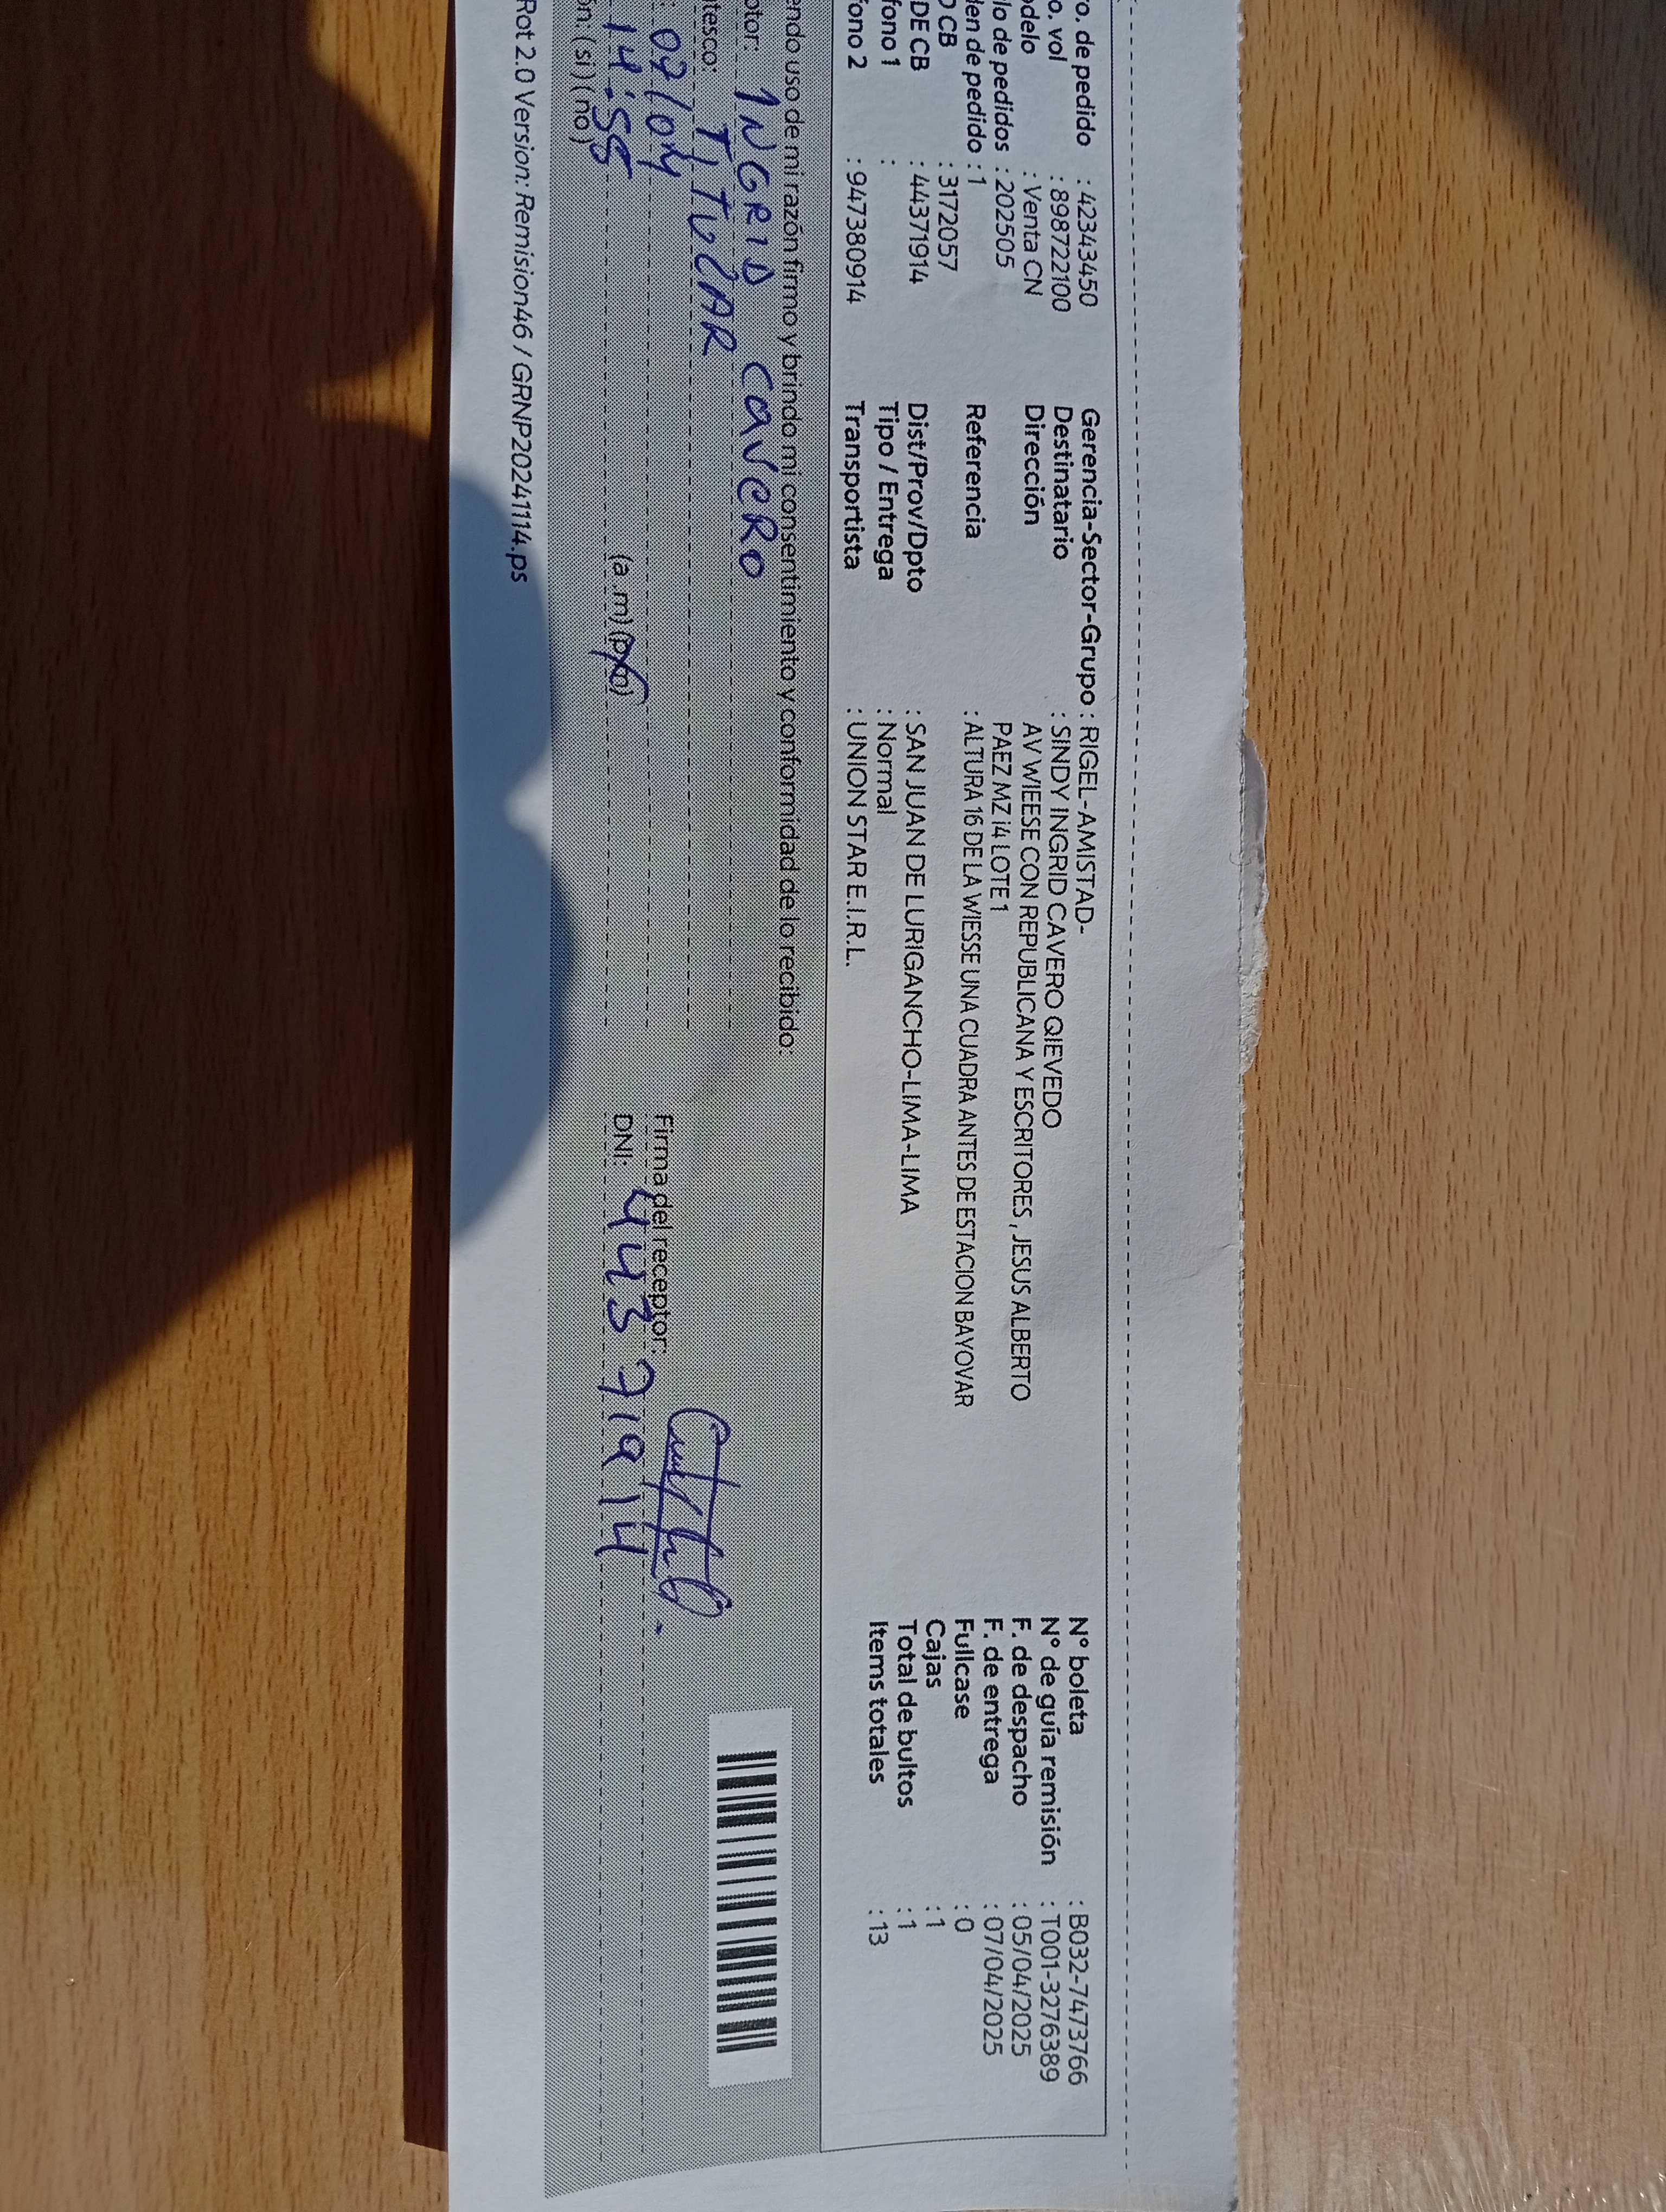 ro. de pedido : 42343450
o. vol : 898722100
odelo : Venta CN
lo de pedidos : 202505
den de pedido : 1
O CB : 3172057
DE CB : 44371914
fono 1 :
fono 2 : 947380914
Gerencia-Sector-Grupo : RIGEL-AMISTAD-
Destinatario : SINDY INGRID CAVERO QIEVEDO
Dirección AV WIEESE CON REPUBLICANA Y ESCRITORES , JESUS ALBERTO
PAEZ MZ i4 LOTE 1
Referencia : ALTURA 16 DE LA WIESSE UNA CUADRA ANTES DE ESTACION BAYOVAR
Dist/Prov/Dpto : SAN JUAN DE LURIGANCHO-LIMA-LIMA
Tipo / Entrega : Normal
Transportista : UNION STAR E.I.R.L.
N° boleta : B032-7473766
N° de guía remisión : T001-3276389
F. de despacho : 05/04/2025
F. de entrega : 07/04/2025
Fullcase : 0
Cajas : 1
Total de bultos : 1
Items totales : 13
endo uso de mi razón firmo y brindo mi consentimiento y conformidad de lo recibido:
ptor: INGRID CAVERO
ntesco: TITULAR
: 07/04
14:55 (a.m) (p.m)
ón: ( si ) ( no )
Firma del receptor:
DNI: 44371914
Rot 2.0 Version: Remision46 / GRNP20241114.ps